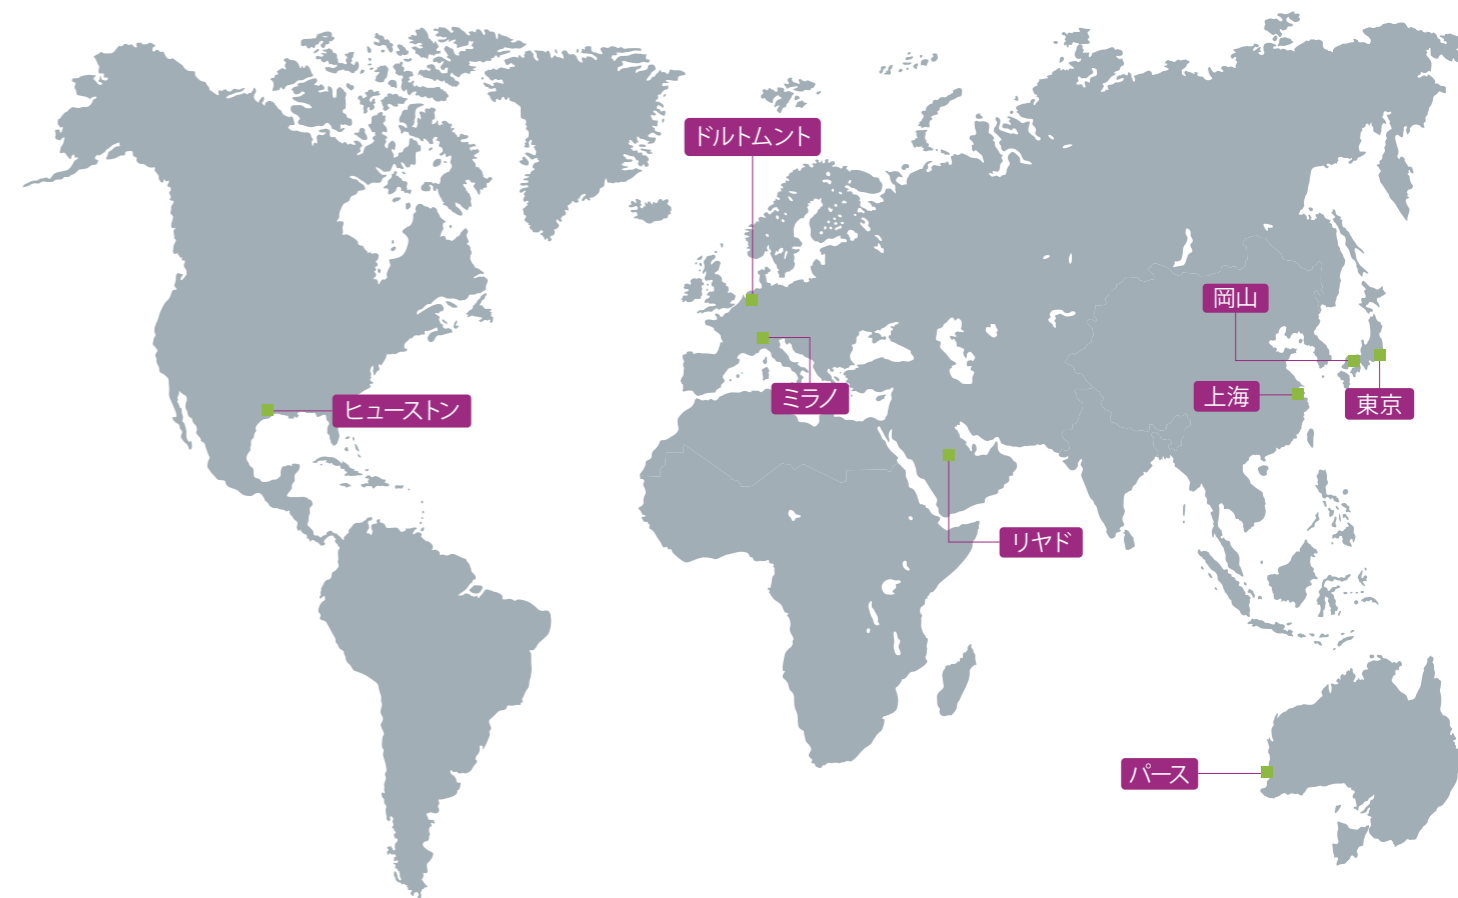 ドルトムント
岡山
ミラノ
上海
東京
ヒューストン
リヤド
パース